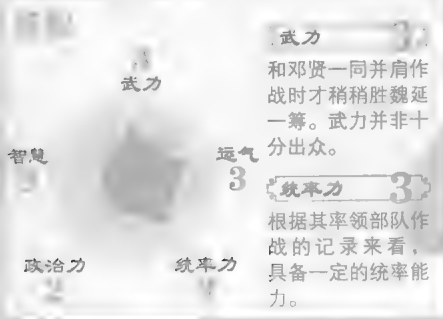 武力
智慧
运气
3
政治力
统率力
武力 3
和邓贤一同并肩作
战时才稍稍胜魏延
一筹。武力并非十
分出众。
统率力 3
根据其率领部队作
战的记录来看，
具备一定的统率能
力。